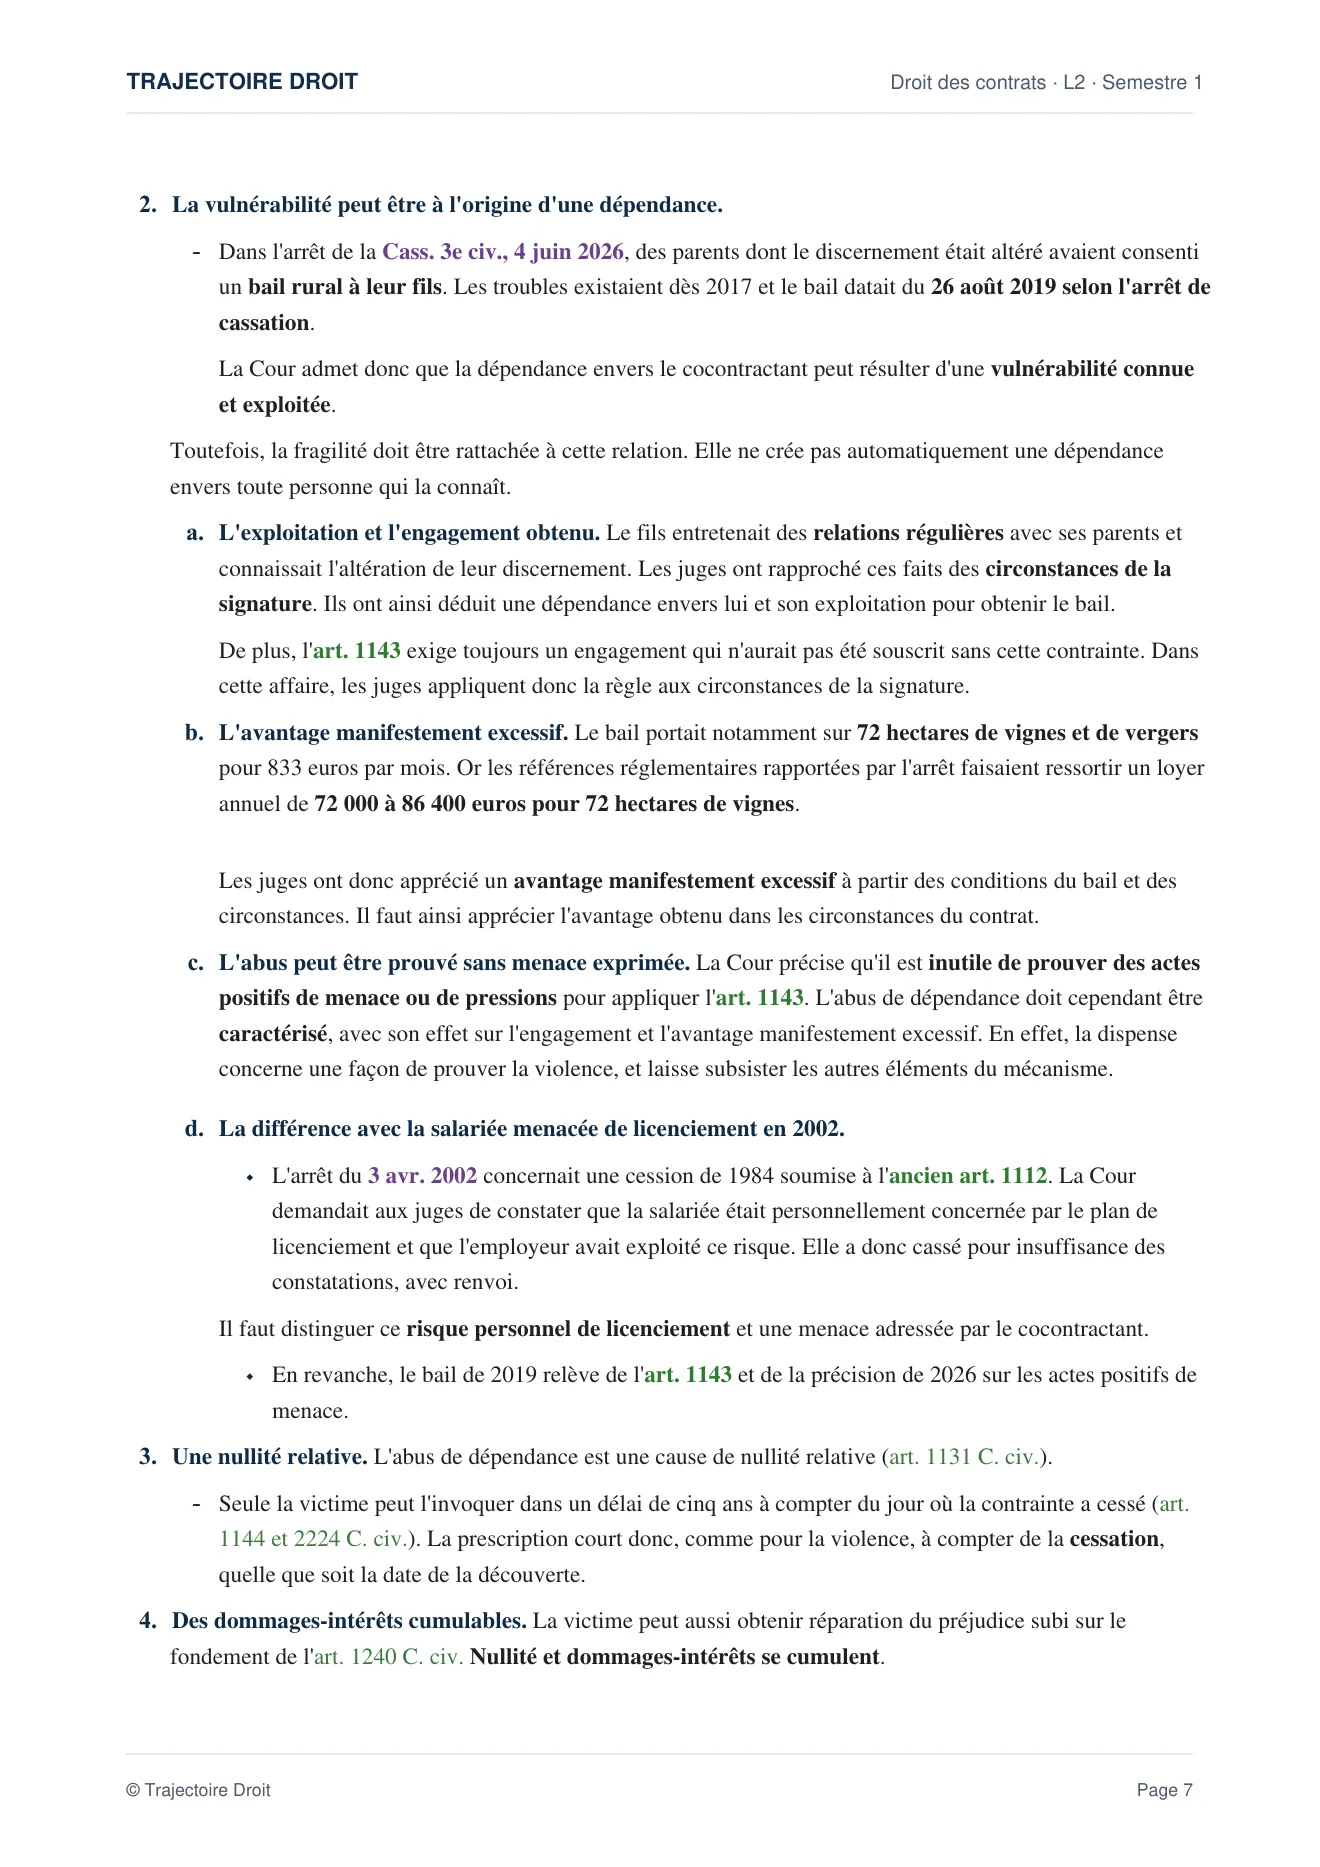 TRAJECTOIRE DROIT
Droit des contrats · L2 · Semestre 1
2. La vulnérabilité peut être à l'origine d'une dépendance.
- Dans l'arrêt de la Cass. 3e civ., 4 juin 2026, des parents dont le discernement était altéré avaient consenti
un bail rural à leur fils. Les troubles existaient dès 2017 et le bail datait du 26 août 2019 selon l'arrêt de
cassation.
La Cour admet donc que la dépendance envers le cocontractant peut résulter d'une vulnérabilité connue
et exploitée.
Toutefois, la fragilité doit être rattachée à cette relation. Elle ne crée pas automatiquement une dépendance
envers toute personne qui la connaît.
a. L'exploitation et l'engagement obtenu. Le fils entretenait des relations régulières avec ses parents et
connaissait l'altération de leur discernement. Les juges ont rapproché ces faits des circonstances de la
signature. Ils ont ainsi déduit une dépendance envers lui et son exploitation pour obtenir le bail.
De plus, l'art. 1143 exige toujours un engagement qui n'aurait pas été souscrit sans cette contrainte. Dans
cette affaire, les juges appliquent donc la règle aux circonstances de la signature.
b. L'avantage manifestement excessif. Le bail portait notamment sur 72 hectares de vignes et de vergers
pour 833 euros par mois. Or les références réglementaires rapportées par l'arrêt faisaient ressortir un loyer
annuel de 72 000 à 86 400 euros pour 72 hectares de vignes.
Les juges ont donc apprécié un avantage manifestement excessif à partir des conditions du bail et des
circonstances. Il faut ainsi apprécier l'avantage obtenu dans les circonstances du contrat.
c. L'abus peut être prouvé sans menace exprimée. La Cour précise qu'il est inutile de prouver des actes
positifs de menace ou de pressions pour appliquer l'art. 1143. L'abus de dépendance doit cependant être
caractérisé, avec son effet sur l'engagement et l'avantage manifestement excessif. En effet, la dispense
concerne une façon de prouver la violence, et laisse subsister les autres éléments du mécanisme.
d. La différence avec la salariée menacée de licenciement en 2002.
⬩ L'arrêt du 3 avr. 2002 concernait une cession de 1984 soumise à l'ancien art. 1112. La Cour
demandait aux juges de constater que la salariée était personnellement concernée par le plan de
licenciement et que l'employeur avait exploité ce risque. Elle a donc cassé pour insuffisance des
constatations, avec renvoi.
Il faut distinguer ce risque personnel de licenciement et une menace adressée par le cocontractant.
⬩ En revanche, le bail de 2019 relève de l'art. 1143 et de la précision de 2026 sur les actes positifs de
menace.
3. Une nullité relative. L'abus de dépendance est une cause de nullité relative (art. 1131 C. civ.).
- Seule la victime peut l'invoquer dans un délai de cinq ans à compter du jour où la contrainte a cessé (art.
1144 et 2224 C. civ.). La prescription court donc, comme pour la violence, à compter de la cessation,
quelle que soit la date de la découverte.
4. Des dommages-intérêts cumulables. La victime peut aussi obtenir réparation du préjudice subi sur le
fondement de l'art. 1240 C. civ. Nullité et dommages-intérêts se cumulent.
© Trajectoire Droit
Page 7